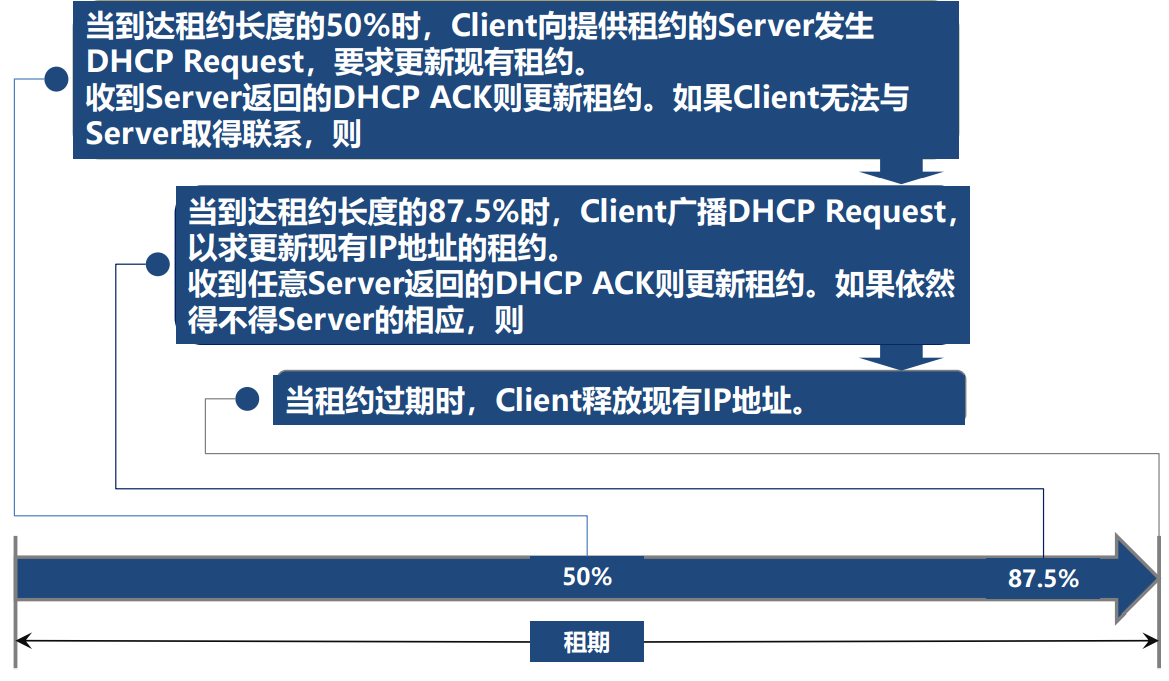 当到达租约长度的50%时，Client向提供租约的Server发生
DHCP Request，要求更新现有租约。
收到Server返回的DHCP ACK则更新租约。如果Client无法与
Server取得联系，则
当到达租约长度的87.5%时，Client广播DHCP Request，
以求更新现有IP地址的租约。
收到任意Server返回的DHCP ACK则更新租约。如果依然
得不得Server的相应，则
当租约过期时，Client释放现有IP地址。
50%
87.5%
租期